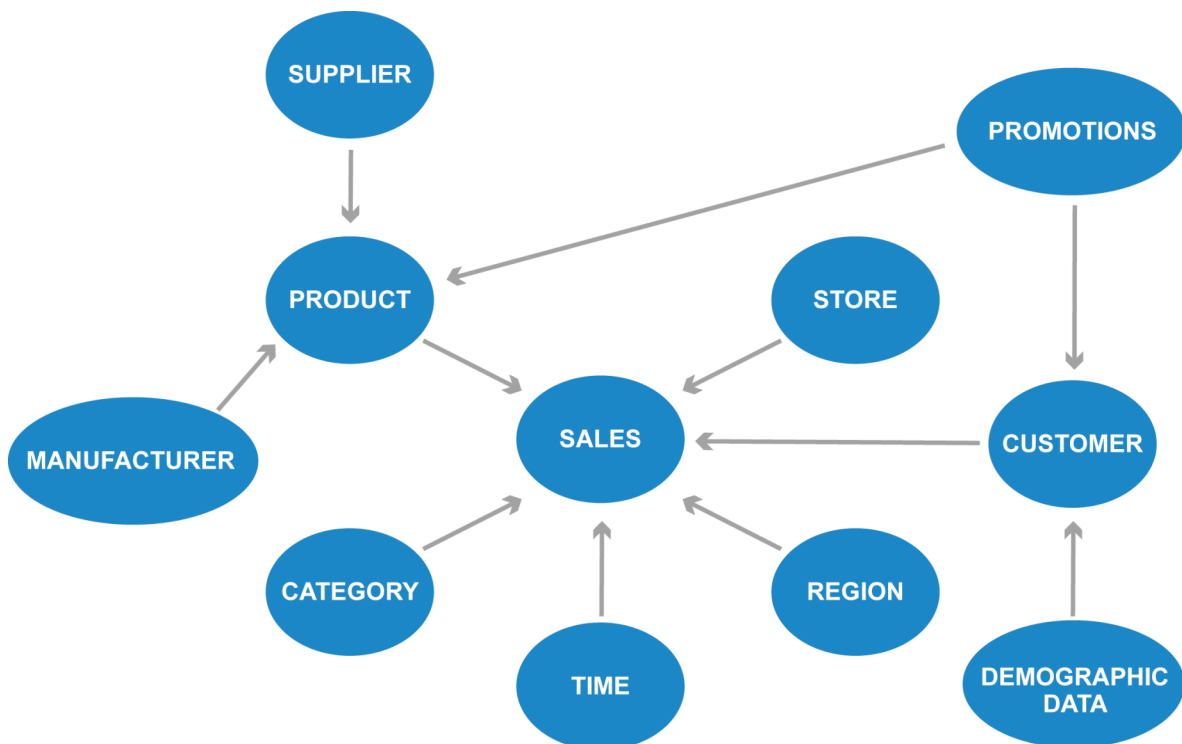 SUPPLIER
PROMOTIONS
PRODUCT
STORE
SALES
CUSTOMER
MANUFACTURER
CATEGORY
REGION
TIME
DEMOGRAPHIC
DATA